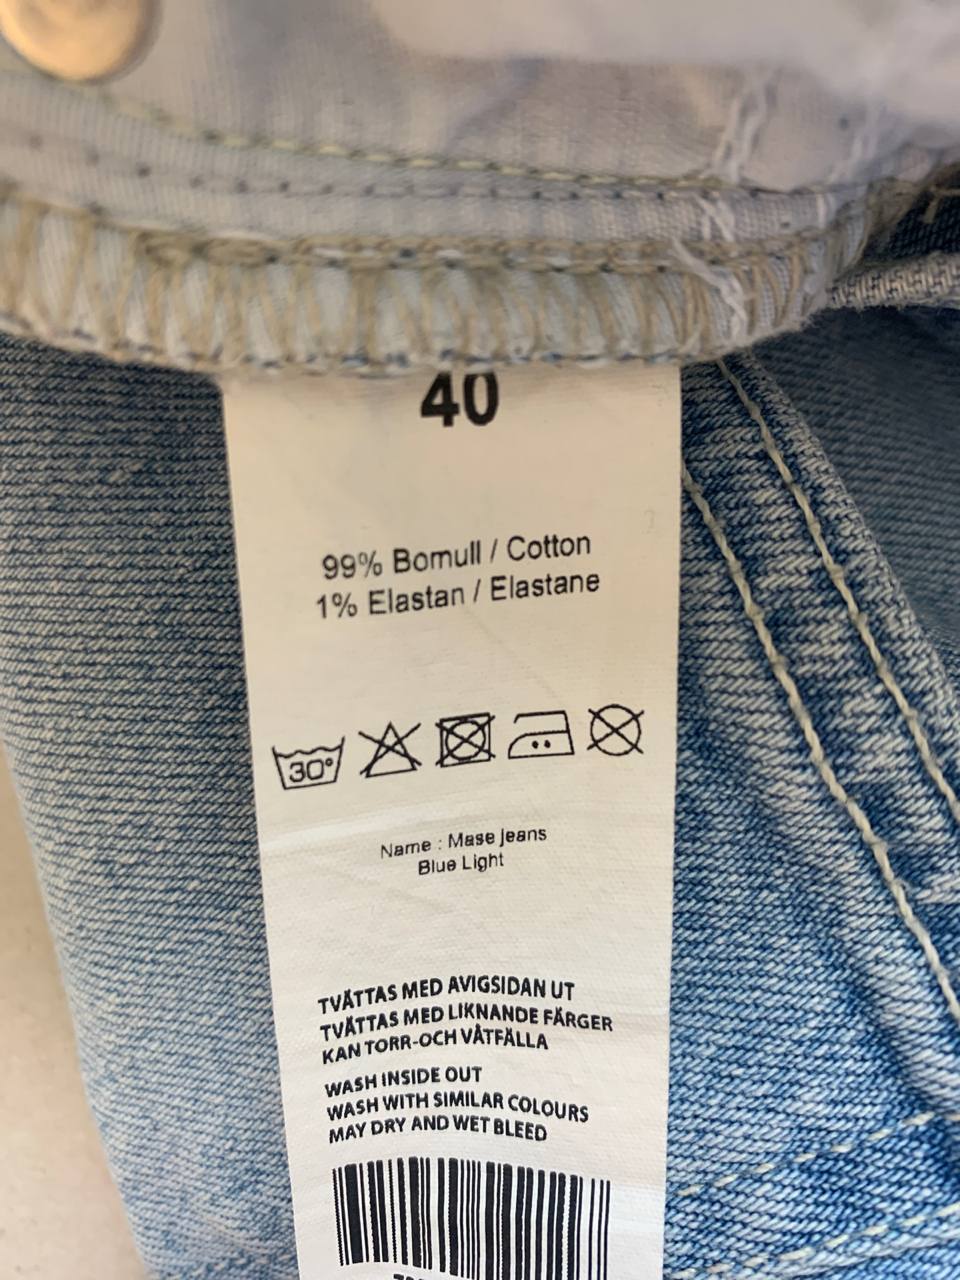 40
99% Bomull / Cotton
1% Elastan / Elastane
30°
Name : Mase jeans
Blue Light
TVÄTTAS MED AVIGSIDAN UT
TVÄTTAS MED LIKNANDE FÄRGER
KAN TORR-OCH VÅTFÄLLA
WASH INSIDE OUT
WASH WITH SIMILAR COLOURS
MAY DRY AND WET BLEED